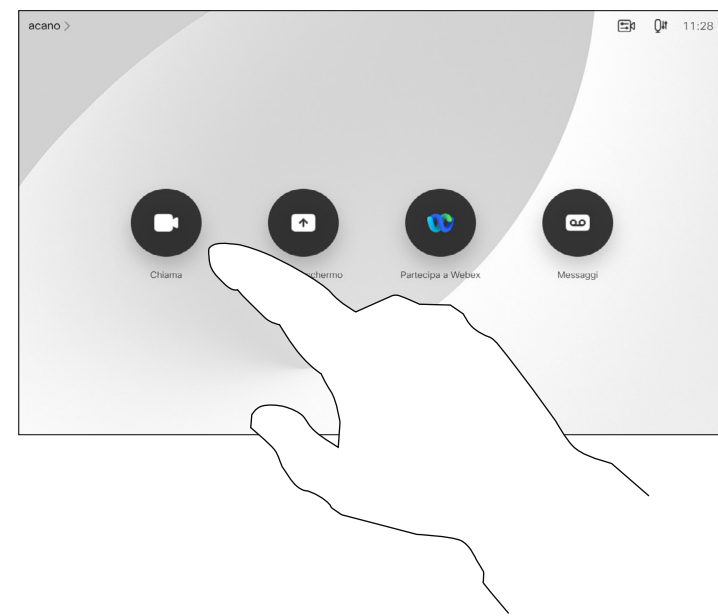 acano >
11:28
Chiama
chermo
Partecipa a Webex
Messaggi